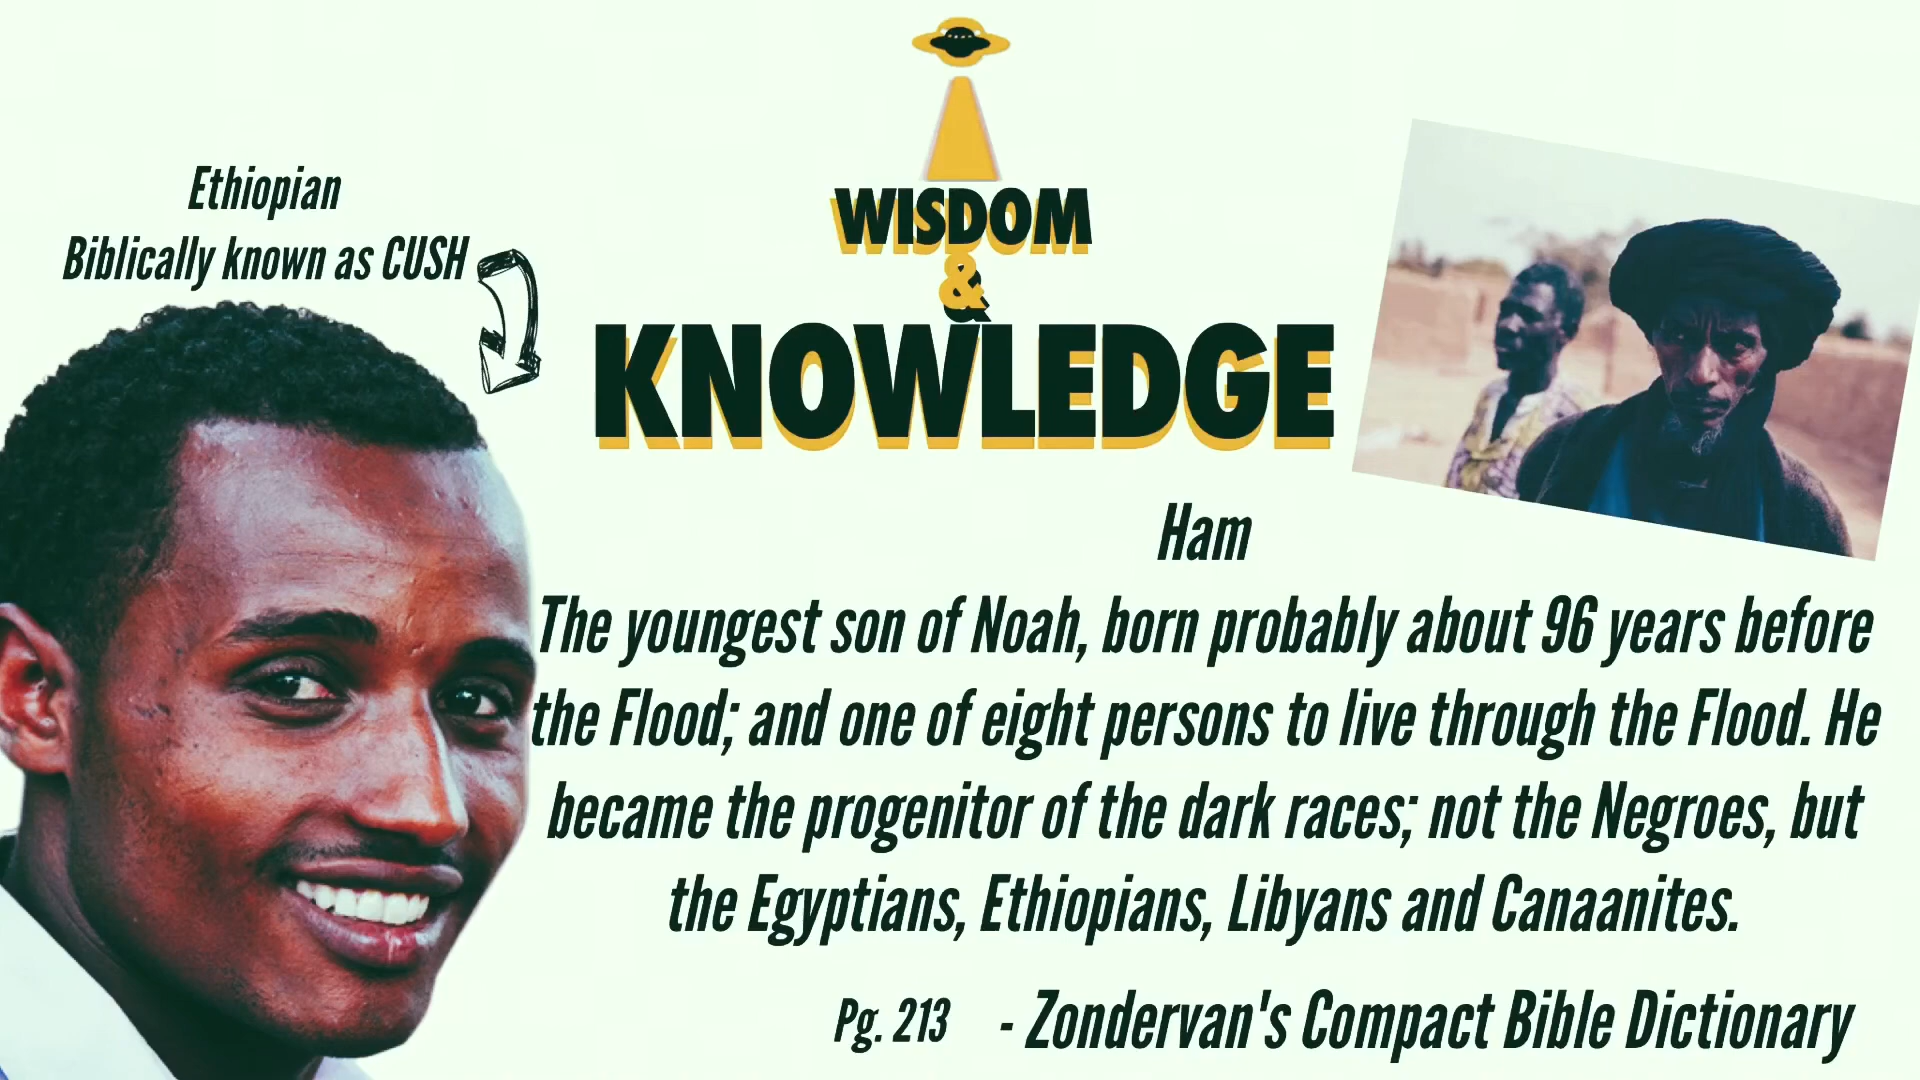 WISDOM
&
KNOWLEDGE
Ethiopian
Biblically known as CUSH
Ham
The youngest son of Noah, born probably about 96 years before
the Flood; and one of eight persons to live through the Flood. He
became the progenitor of the dark races; not the Negroes, but
the Egyptians, Ethiopians, Libyans and Canaanites.
Pg. 213 - Zondervan's Compact Bible Dictionary